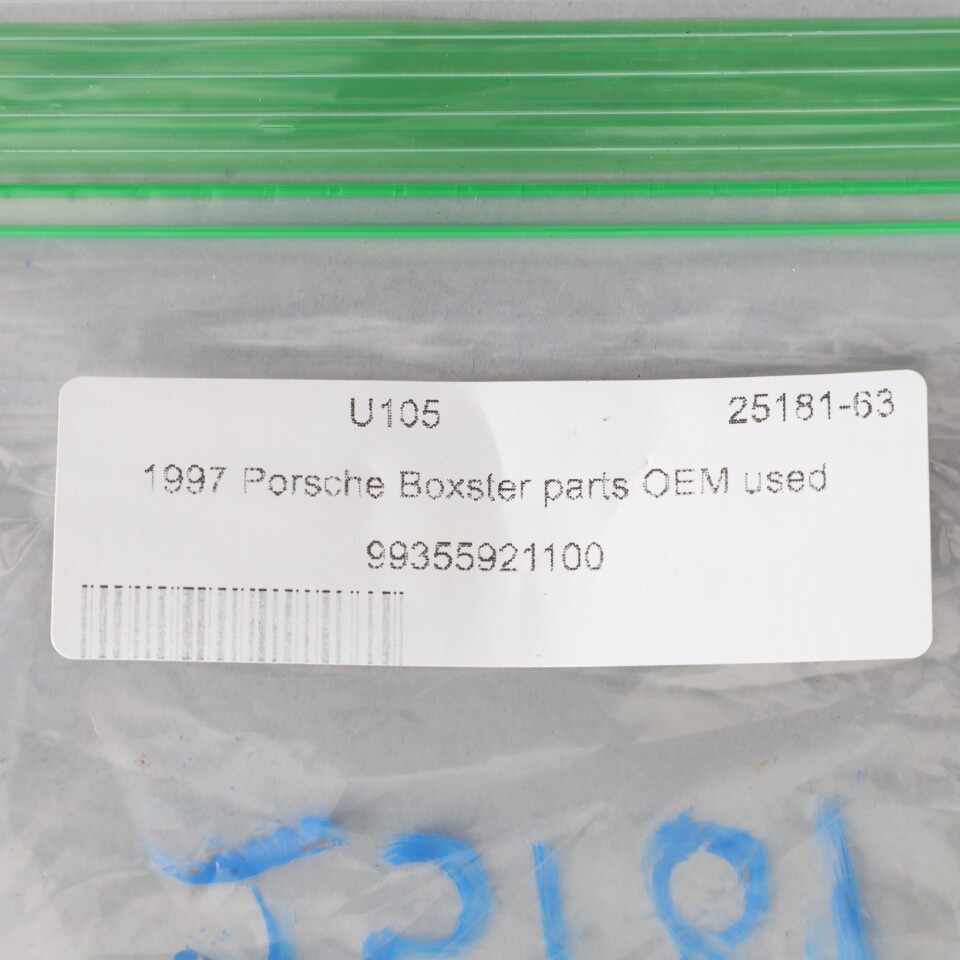 U105 25181-63
1997 Porsche Boxster parts OEM used
99355921100